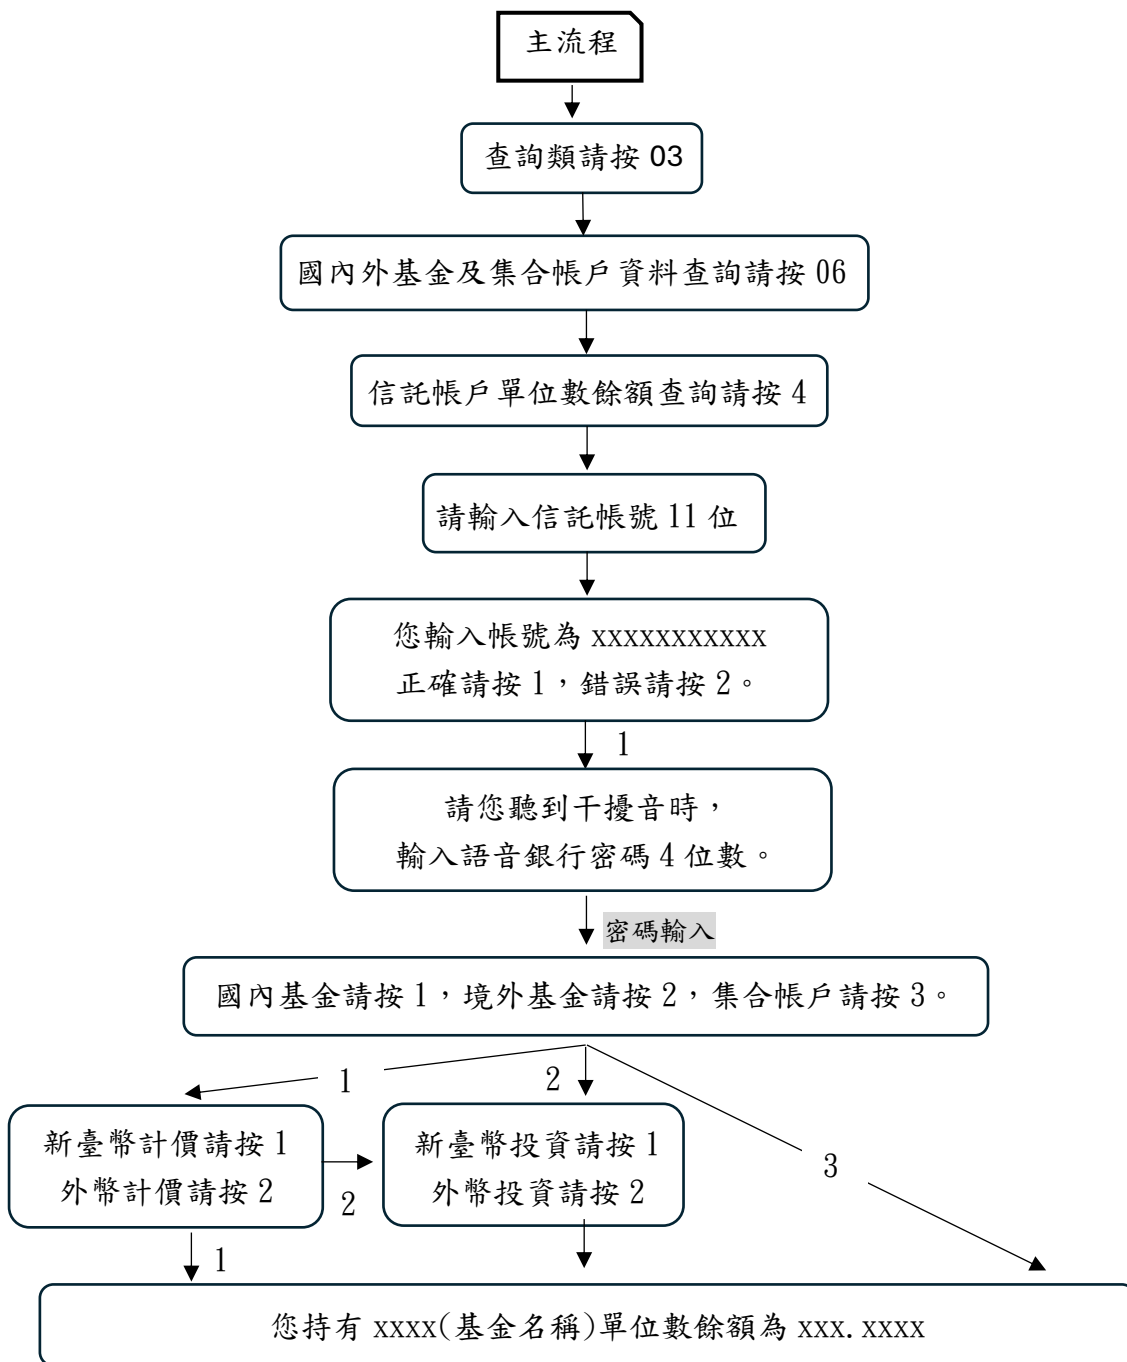 主流程
查詢類請按 03
國內外基金及集合帳戶資料查詢請按 06
信託帳戶單位數餘額查詢請按 4
請輸入信託帳號 11 位
您輸入帳號為 xxxxxxxxxxx
正確請按 1，錯誤請按 2。
1
請您聽到干擾音時，
輸入語音銀行密碼 4 位數。
密碼輸入
國內基金請按 1，境外基金請按 2，集合帳戶請按 3。
1
2
3
新臺幣計價請按 1
外幣計價請按 2
2
新臺幣投資請按 1
外幣投資請按 2
1
您持有 xxxx(基金名稱)單位數餘額為 xxx.xxxx